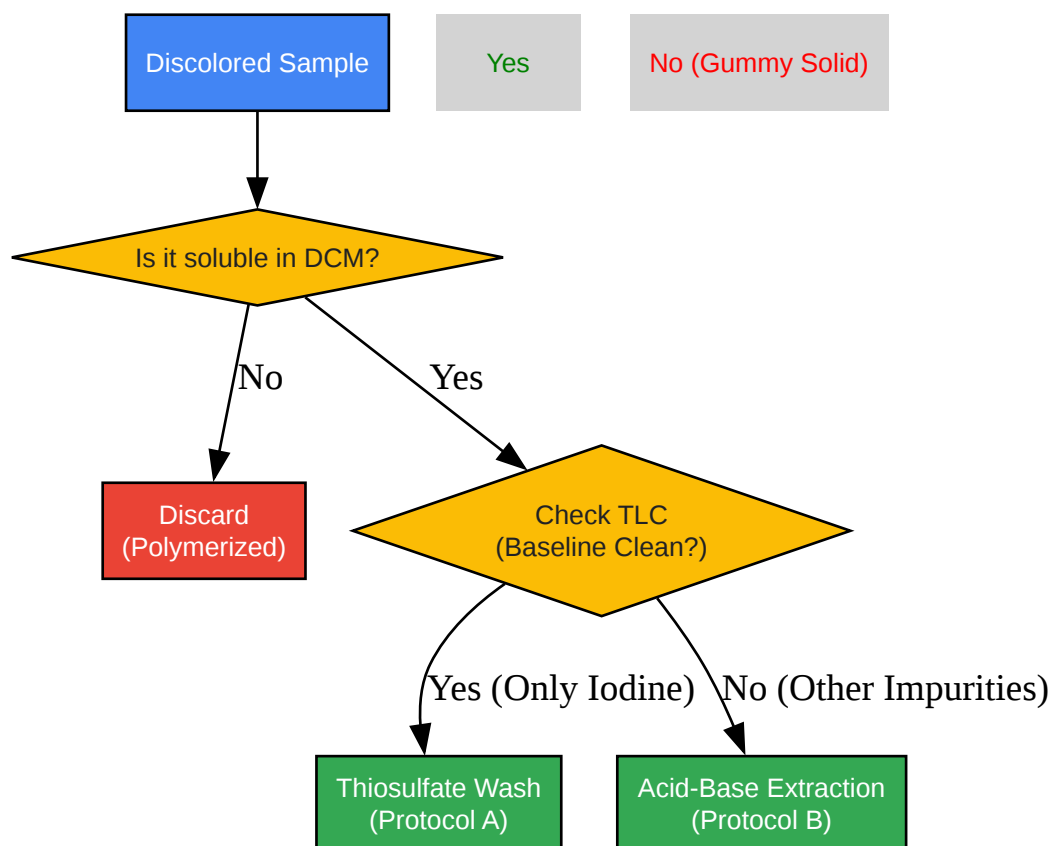 Discolored Sample
Yes
No (Gummy Solid)
Is it soluble in DCM?
No
Yes
Discard
(Polymerized)
Check TLC
(Baseline Clean?)
Yes (Only Iodine)
No (Other Impurities)
Thiosulfate Wash
(Protocol A)
Acid-Base Extraction
(Protocol B)